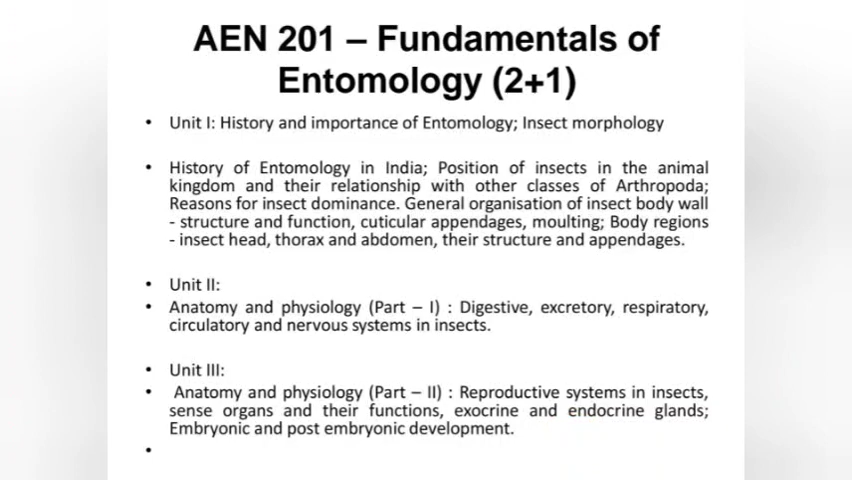 AEN 201 – Fundamentals of
Entomology (2+1)
• Unit I: History and importance of Entomology; Insect morphology
• History of Entomology in India; Position of insects in the animal
kingdom and their relationship with other classes of Arthropoda;
Reasons for insect dominance. General organisation of insect body wall
- structure and function, cuticular appendages, moulting; Body regions
- insect head, thorax and abdomen, their structure and appendages.
• Unit II:
• Anatomy and physiology (Part – I) : Digestive, excretory, respiratory,
circulatory and nervous systems in insects.
• Unit III:
• Anatomy and physiology (Part – II) : Reproductive systems in insects,
sense organs and their functions, exocrine and endocrine glands;
Embryonic and post embryonic development.
•